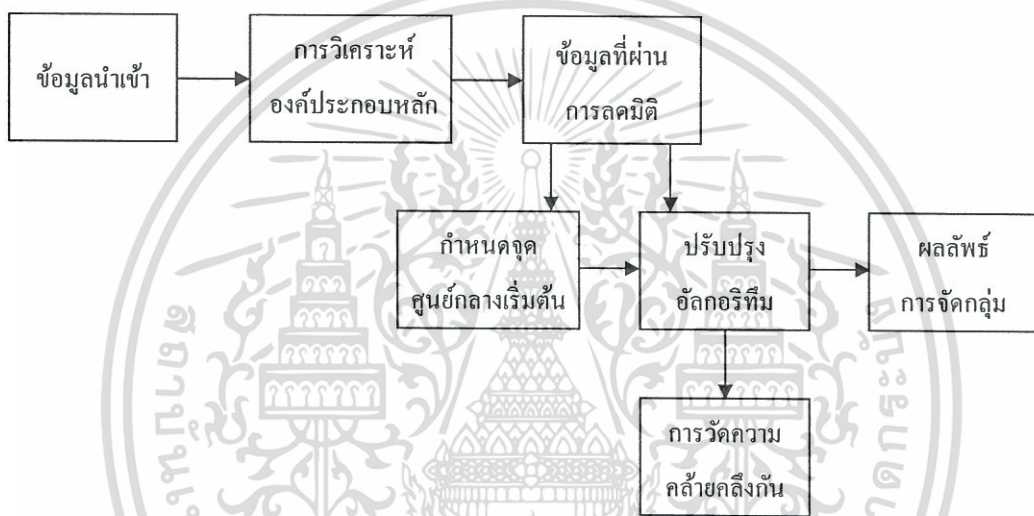 ข้อมูลนำเข้า
การวิเคราะห์
องค์ประกอบหลัก
ข้อมูลที่ผ่าน
การลดมิติ
กำหนดจุด
ศูนย์กลางเริ่มต้น
ปรับปรุง
อัลกอริทึม
ผลลัพธ์
การจัดกลุ่ม
การวัดความ
คล้ายคลึงกัน